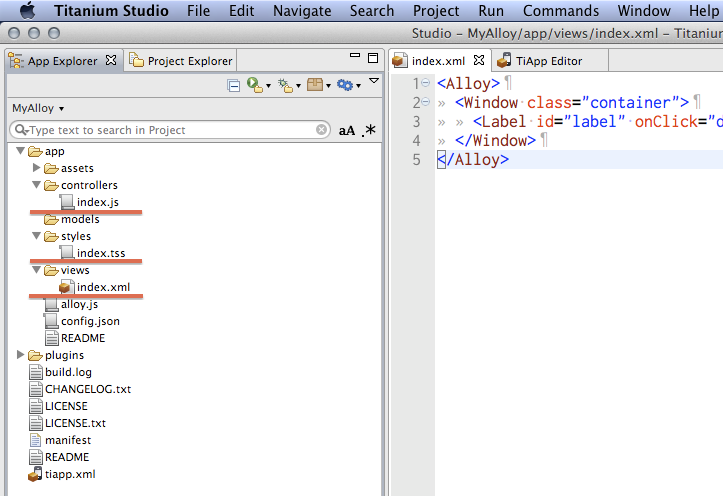 Titanium Studio File Edit Navigate Search Project Run Commands Window Help
Studio – MyAlloy/app/views/index.xml – Titani
App Explorer Project Explorer
index.xml TiApp Editor
MyAlloy
Type text to search in Project aA .*
app
assets
controllers
index.js
models
styles
index.tss
views
index.xml
alloy.js
config.json
README
plugins
build.log
CHANGELOG.txt
LICENSE
LICENSE.txt
manifest
README
tiapp.xml
1 <Alloy>¶
2 » <Window·class="container">¶
3 » » <Label·id="label"·onClick="d
4 » </Window>¶
5 </Alloy>